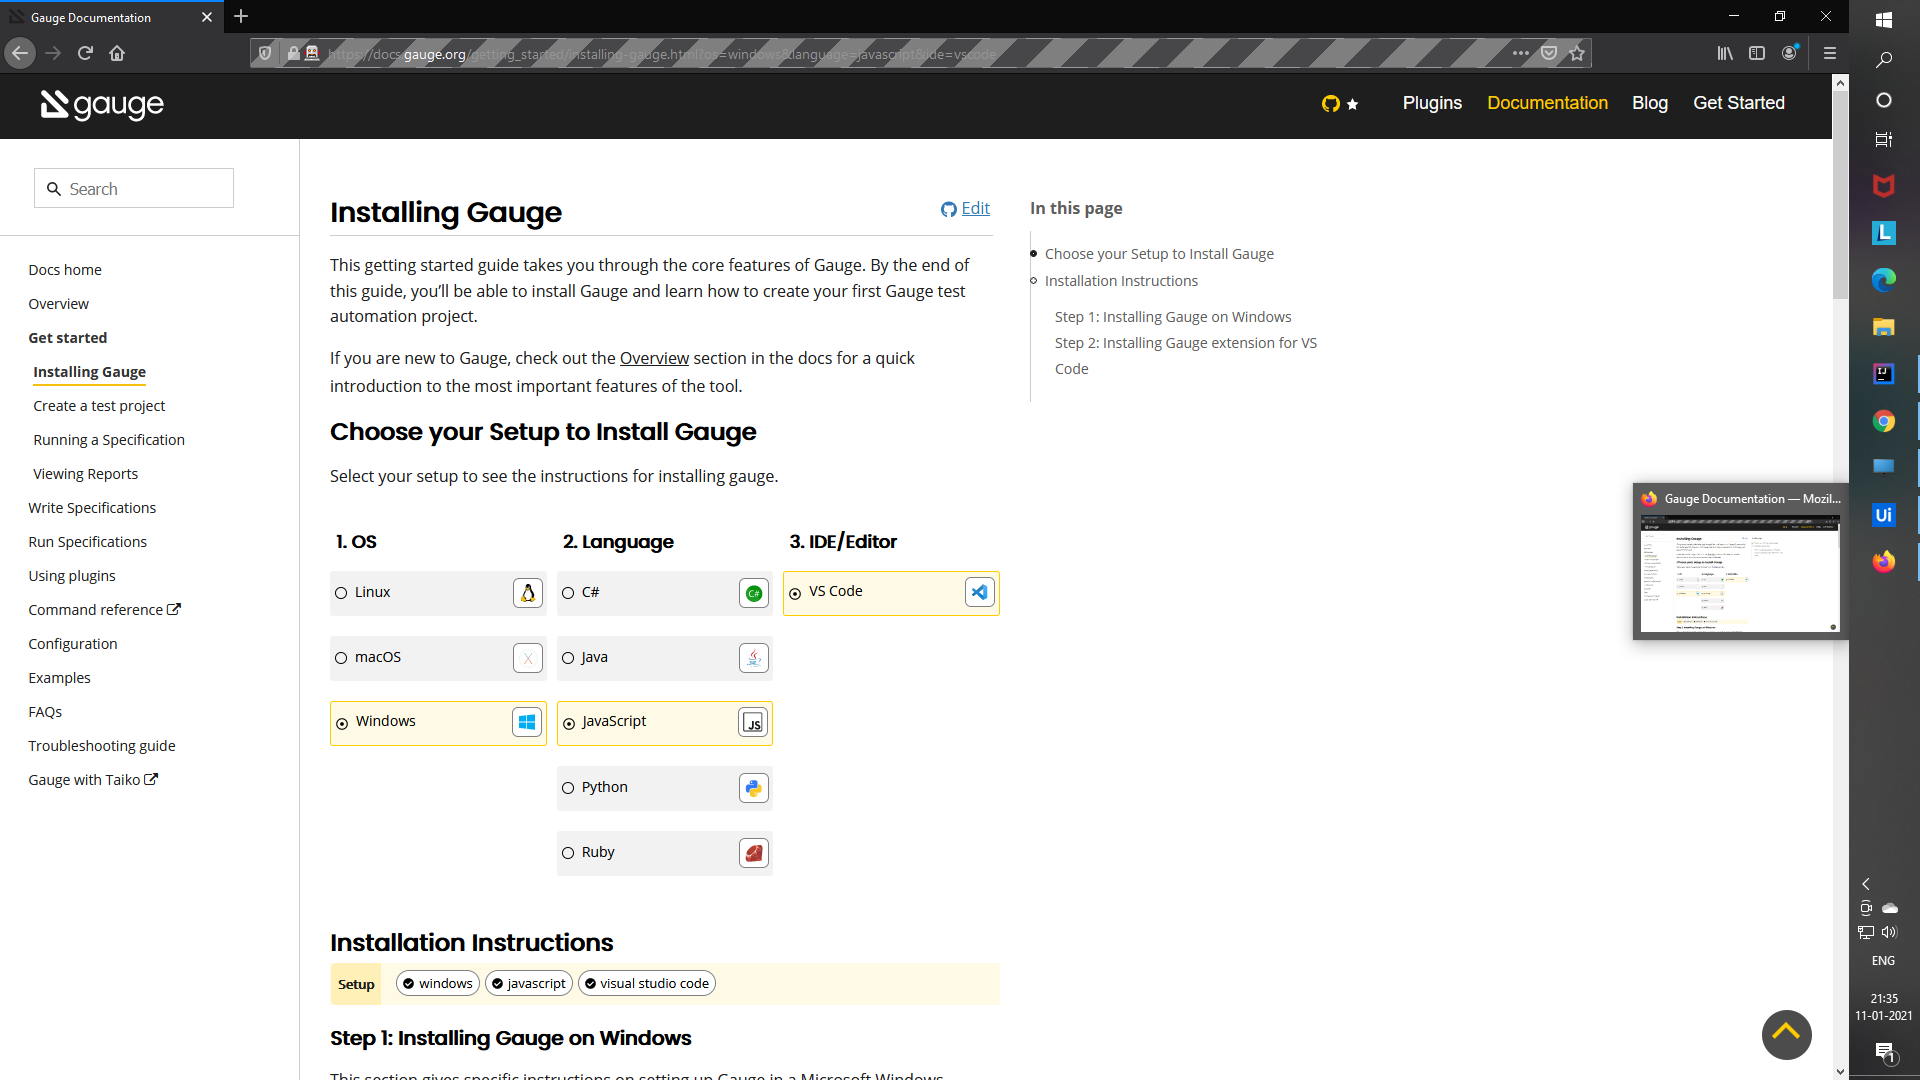 Gauge Documentation
https://docs.gauge.org/getting_started/installing-gauge.html?os=windows&language=javascript&ide=vscode
gauge
Plugins
Documentation
Blog
Get Started
Search
Docs home
Overview
Get started
Installing Gauge
Create a test project
Running a Specification
Viewing Reports
Write Specifications
Run Specifications
Using plugins
Command reference
Configuration
Examples
FAQs
Troubleshooting guide
Gauge with Taiko
Installing Gauge
Edit
This getting started guide takes you through the core features of Gauge. By the end of
this guide, you’ll be able to install Gauge and learn how to create your first Gauge test
automation project.
If you are new to Gauge, check out the Overview section in the docs for a quick
introduction to the most important features of the tool.
Choose your Setup to Install Gauge
Select your setup to see the instructions for installing gauge.
1. OS
Linux
macOS
X
Windows
2. Language
C#
C#
Java
JavaScript
JS
Python
Ruby
3. IDE/Editor
VS Code
Installation Instructions
Setup
windows
javascript
visual studio code
Step 1: Installing Gauge on Windows
This section gives specific instructions on setting up Gauge in a Microsoft Windows
In this page
Choose your Setup to Install Gauge
Installation Instructions
Step 1: Installing Gauge on Windows
Step 2: Installing Gauge extension for VS
Code
Gauge Documentation — Mozil...
L
IJ
Ui
ENG
21:35
11-01-2021
1